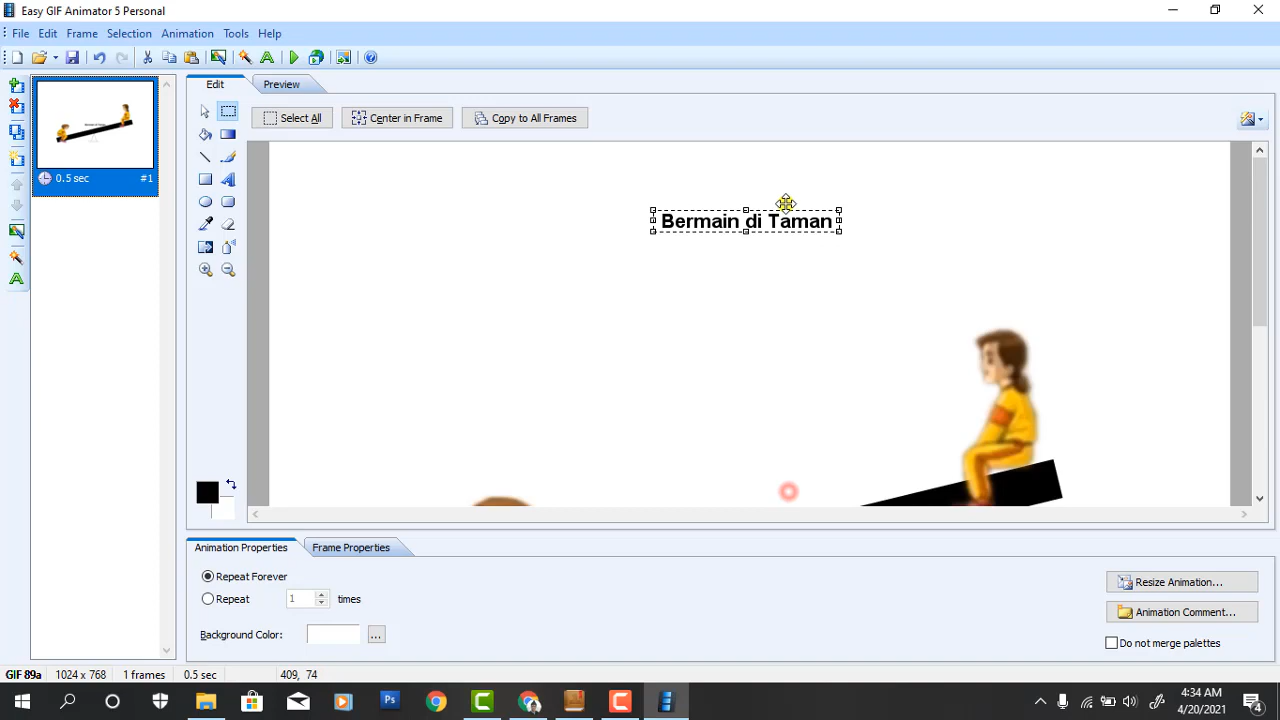 Easy GIF Animator 5 Personal
File Edit Frame Selection Animation Tools Help
Edit Preview
Select All Center in Frame Copy to All Frames
0.5 sec #1
Bermain di Taman
Animation Properties Frame Properties
Repeat Forever
Repeat 1 times
Background Color: ...
Resize Animation...
Animation Comment...
Do not merge palettes
GIF 89a 1024 x 768 1 frames 0.5 sec 409, 74
Ps
4:34 AM
4/20/2021
4